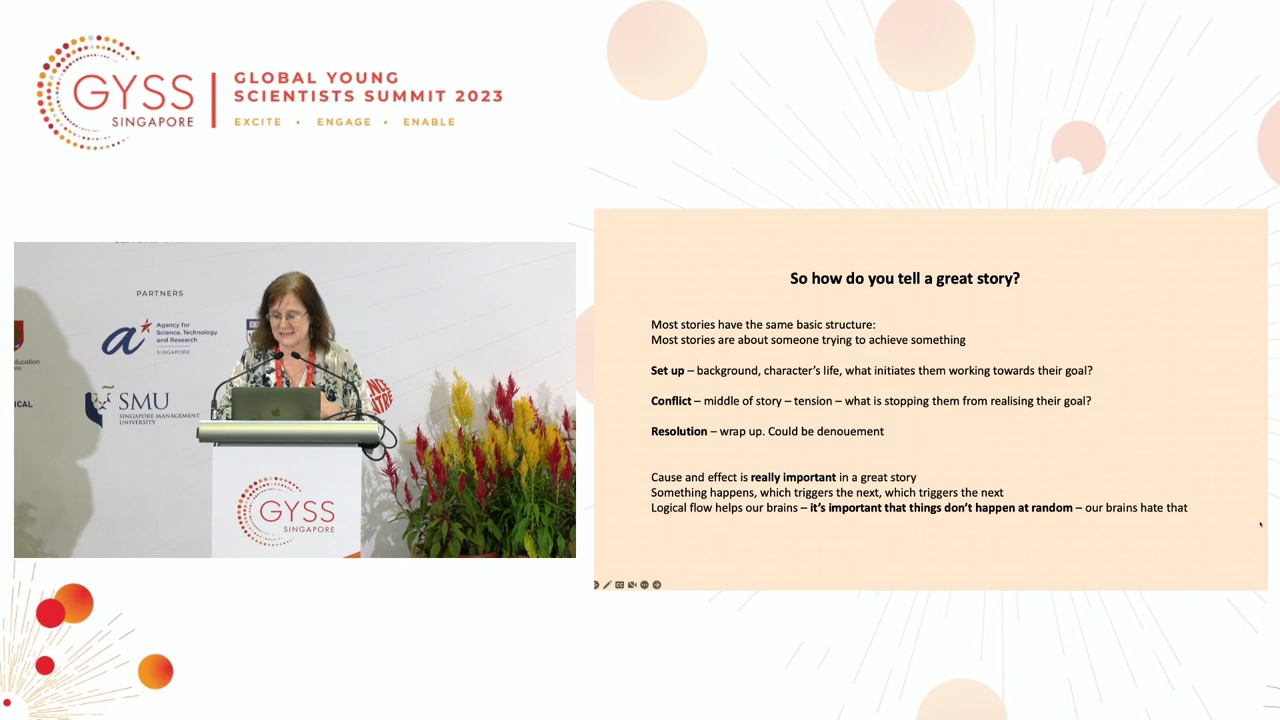 GYSS
SINGAPORE
GLOBAL YOUNG
SCIENTISTS SUMMIT 2023
EXCITE • ENGAGE • ENABLE
PARTNERS
Agency for
Science, Technology
and Research
SINGAPORE
SMU
SINGAPORE MANAGEMENT
UNIVERSITY
ICAL
GYSS
SINGAPORE
So how do you tell a great story?
Most stories have the same basic structure:
Most stories are about someone trying to achieve something
Set up – background, character’s life, what initiates them working towards their goal?
Conflict – middle of story – tension – what is stopping them from realising their goal?
Resolution – wrap up. Could be denouement
Cause and effect is really important in a great story
Something happens, which triggers the next, which triggers the next
Logical flow helps our brains – it’s important that things don’t happen at random – our brains hate that